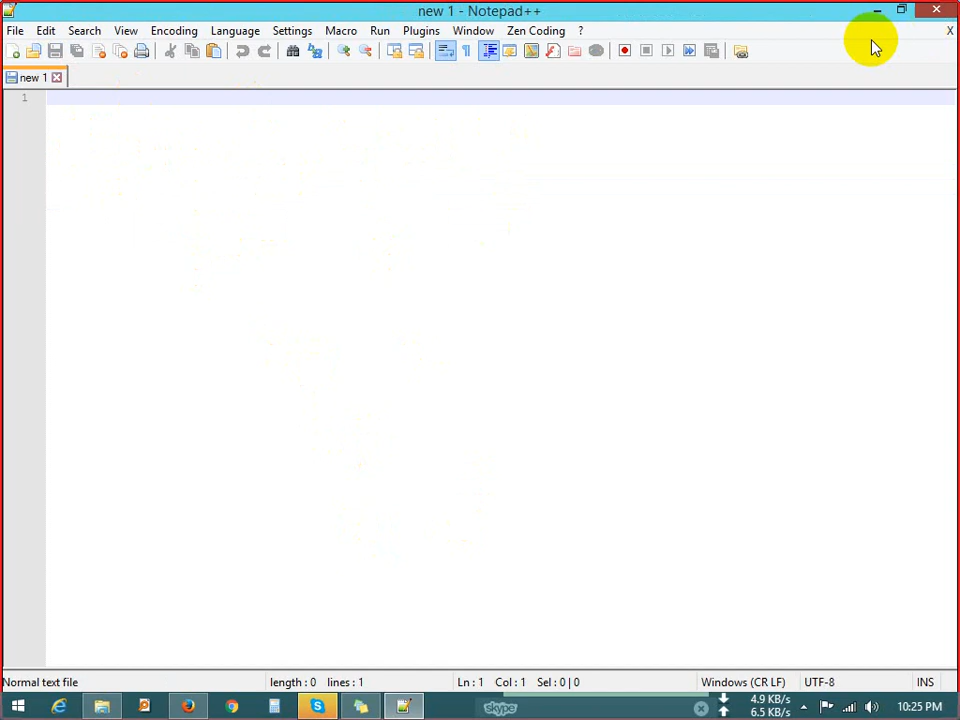 new 1 - Notepad++
File Edit Search View Encoding Language Settings Macro Run Plugins Window Zen Coding ? X
new 1
1
Normal text file length : 0 lines : 1 Ln : 1 Col : 1 Sel : 0 | 0 Windows (CR LF) UTF-8 INS
skype 4.9 KB/s
6.5 KB/s 10:25 PM